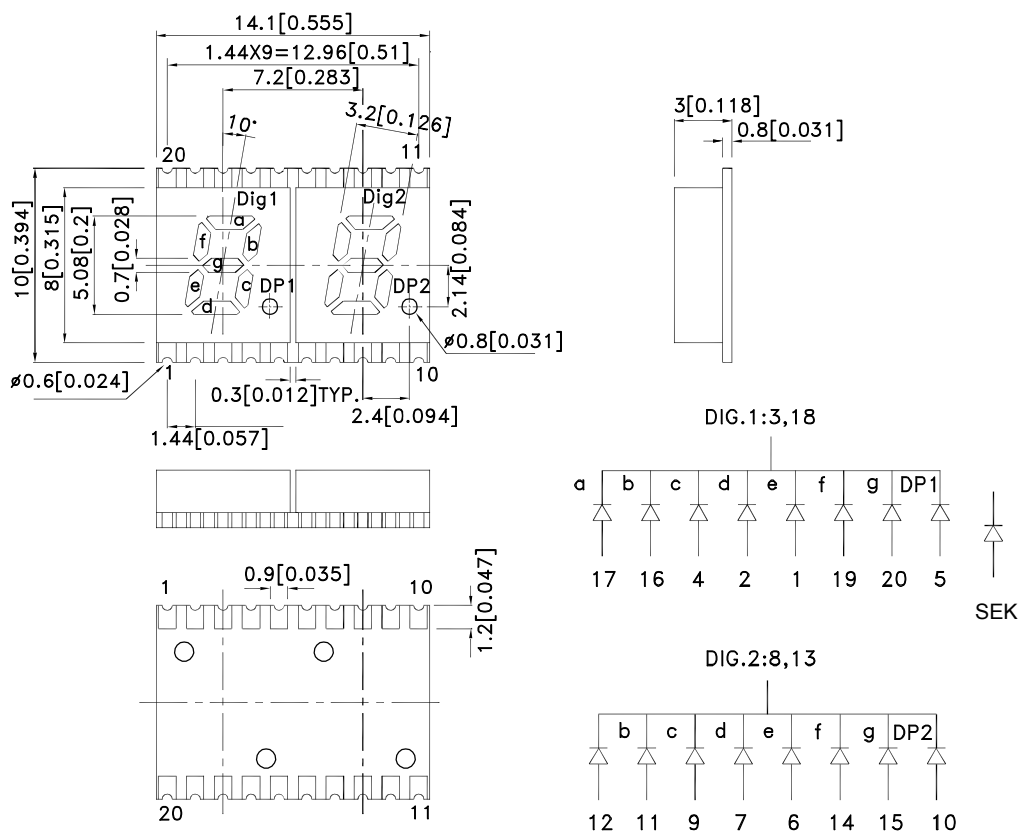 14.1[0.555]
1.44X9=12.96[0.51]
7.2[0.283]
3.2[0.126]
10°
20
11
Dig1
Dig2
a
f
b
g
e
c
d
DP1
DP2
10[0.394]
8[0.315]
5.08[0.2]
0.7[0.028]
2.14[0.084]
ø0.8[0.031]
1
10
ø0.6[0.024]
0.3[0.012]TYP.
2.4[0.094]
1.44[0.057]
3[0.118]
0.8[0.031]
DIG.1:3,18
a b c d e f g DP1
17 16 4 2 1 19 20 5
SEK
1
0.9[0.035]
10
1.2[0.047]
20
11
DIG.2:8,13
b c d e f g DP2
12 11 9 7 6 14 15 10